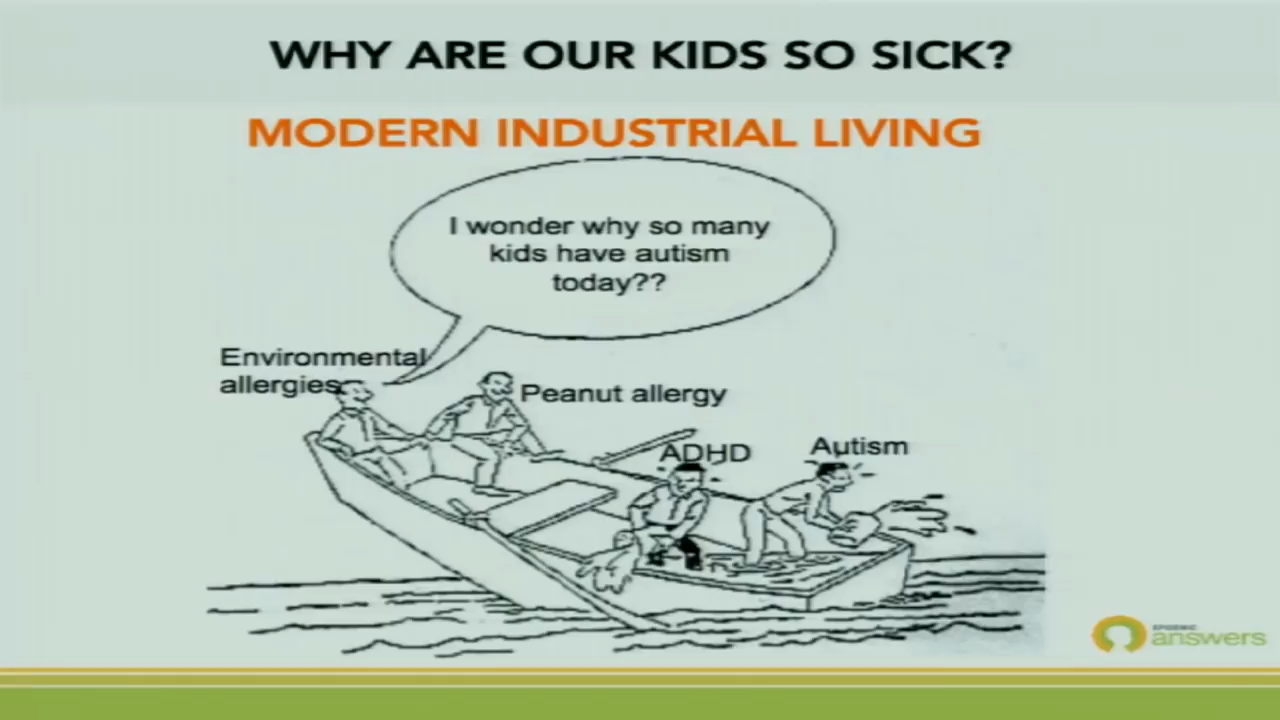 WHY ARE OUR KIDS SO SICK?
MODERN INDUSTRIAL LIVING
I wonder why so many
kids have autism
today??
Environmental
allergies
Peanut allergy
ADHD
Autism
EPIDEMIC
answers